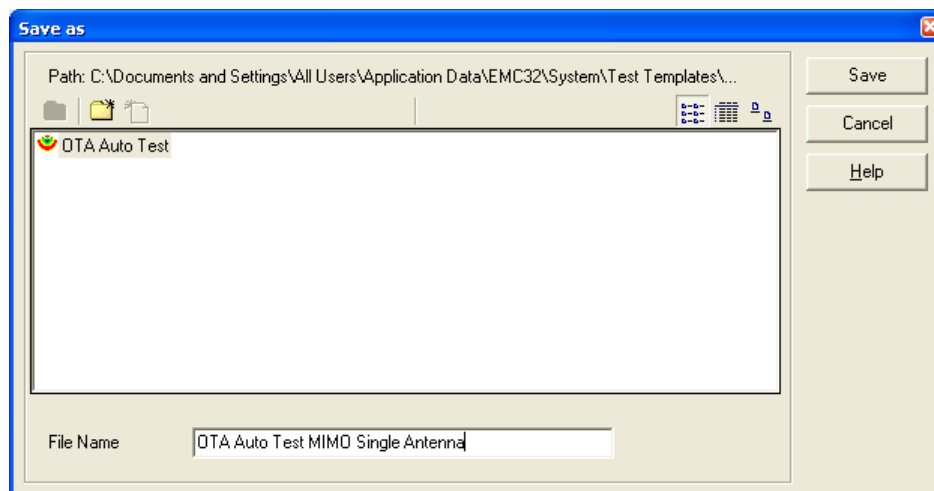 Save as
Path: C:\Documents and Settings\All Users\Application Data\EMC32\System\Test Templates\...
Save
Cancel
Help
OTA Auto Test
File Name
OTA Auto Test MIMO Single Antenna